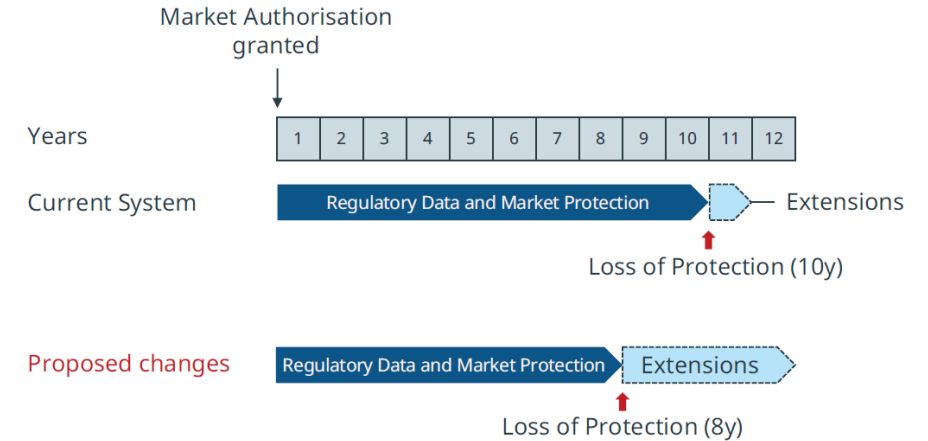 Market Authorisation
granted
Years
1 2 3 4 5 6 7 8 9 10 11 12
Current System
Regulatory Data and Market Protection
Extensions
Loss of Protection (10y)
Proposed changes
Regulatory Data and Market Protection
Extensions
Loss of Protection (8y)